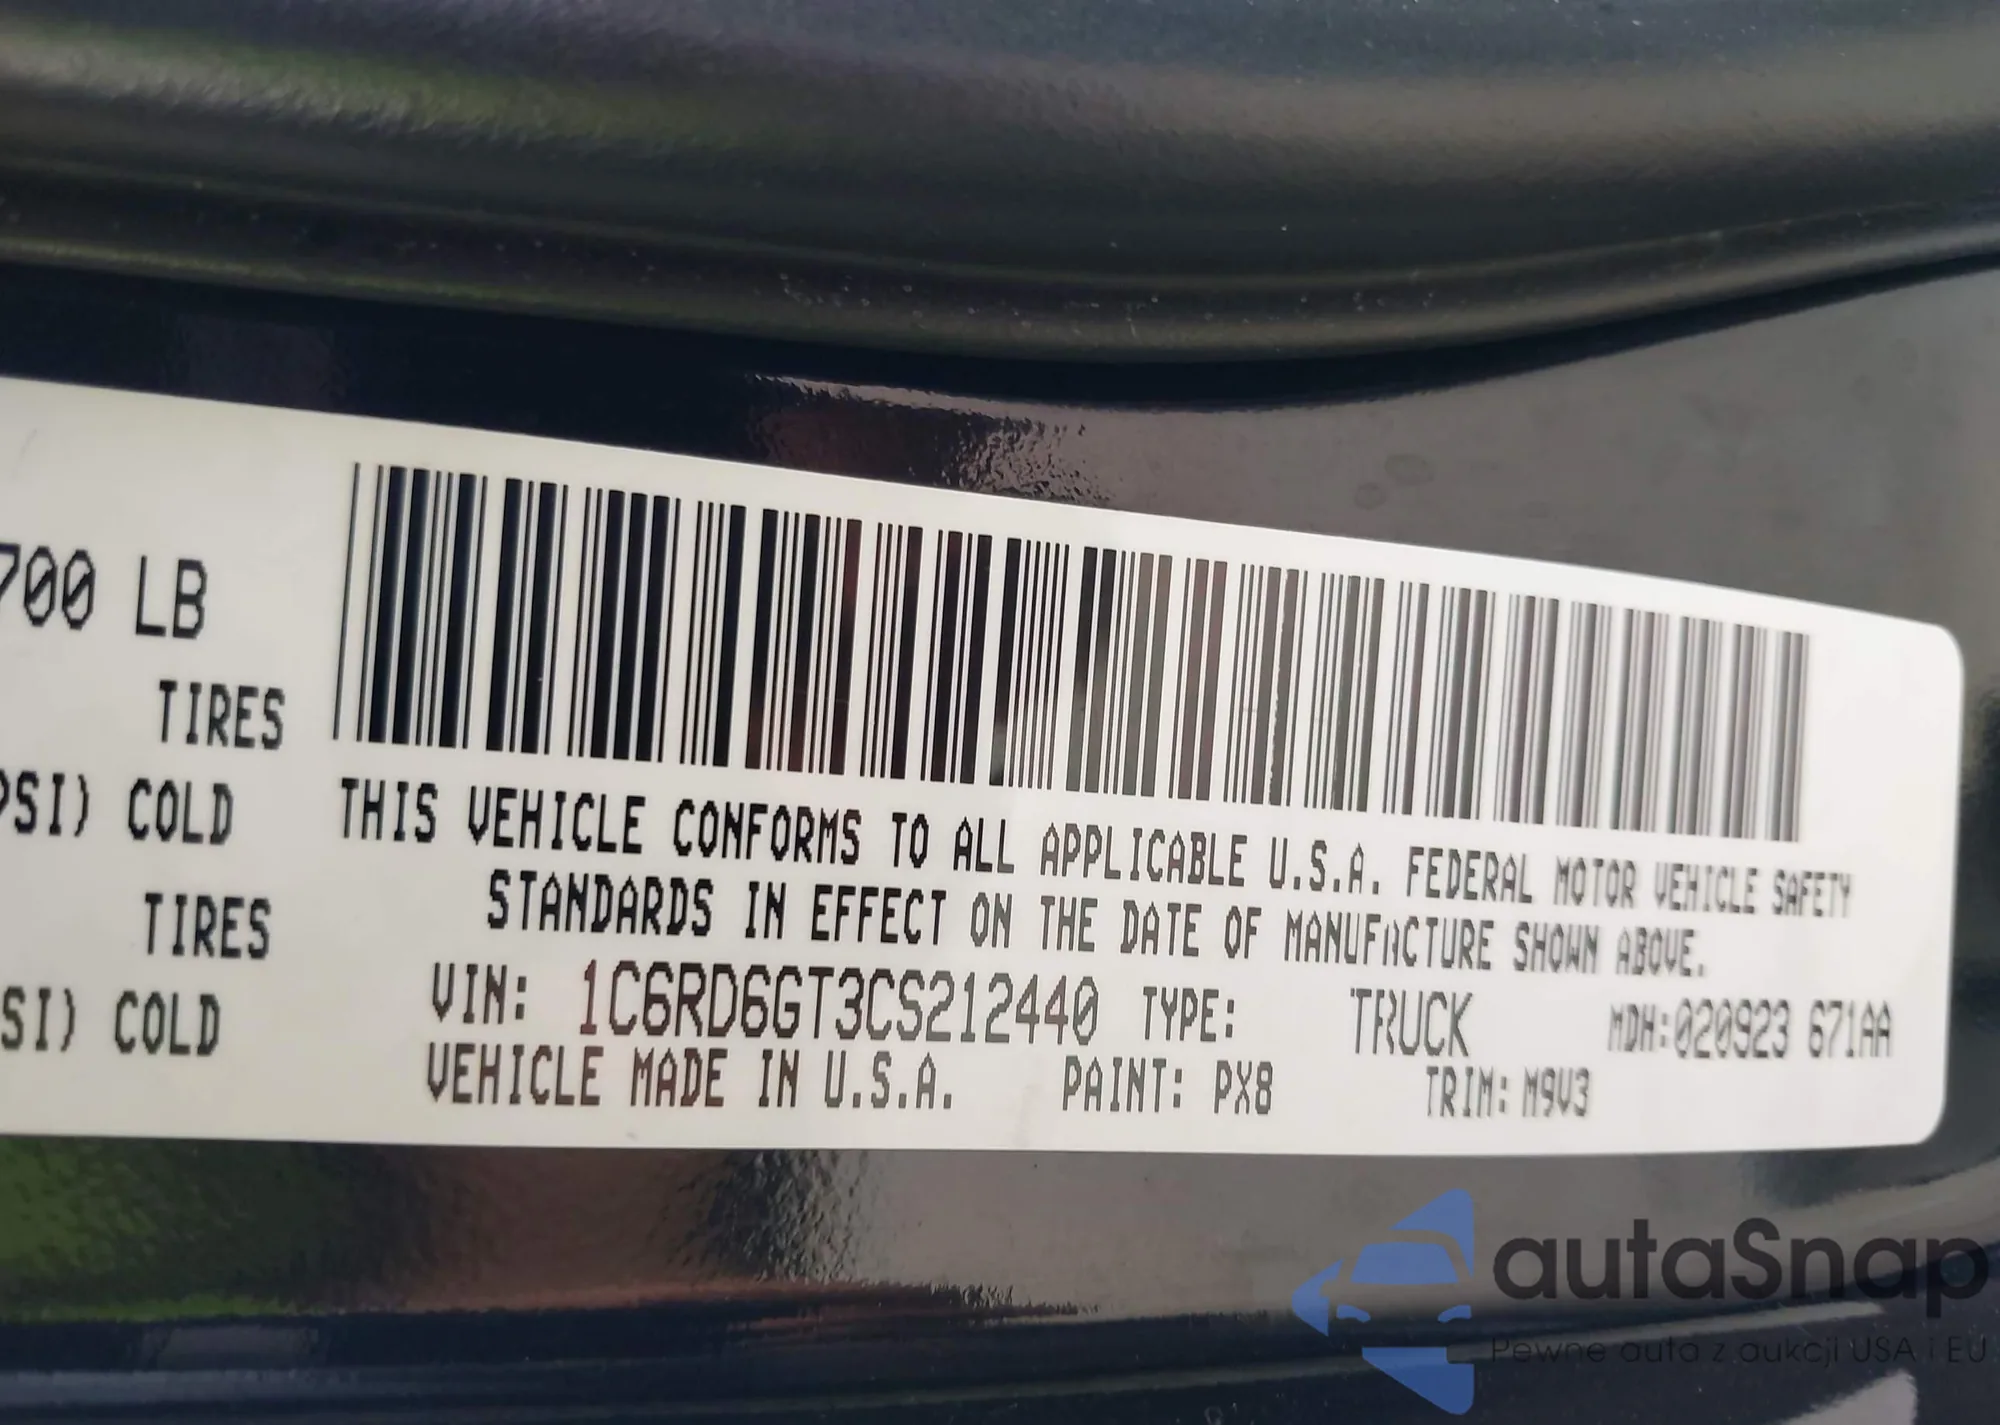 700 LB
TIRES
PSI) COLD
TIRES
SI) COLD
THIS VEHICLE CONFORMS TO ALL APPLICABLE U.S.A. FEDERAL MOTOR VEHICLE SAFETY
STANDARDS IN EFFECT ON THE DATE OF MANUFACTURE SHOWN ABOVE.
VIN: 1C6RD6GT3CS212440 TYPE: TRUCK MDH:020923 671AA
VEHICLE MADE IN U.S.A. PAINT: PX8 TRIM: M9V3
autaSnap
Pewne auta z aukcji USA i EU